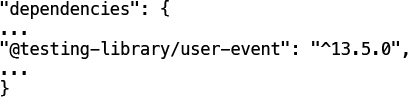 "dependencies": {
...
"@testing-library/user-event": "^13.5.0",
...
}